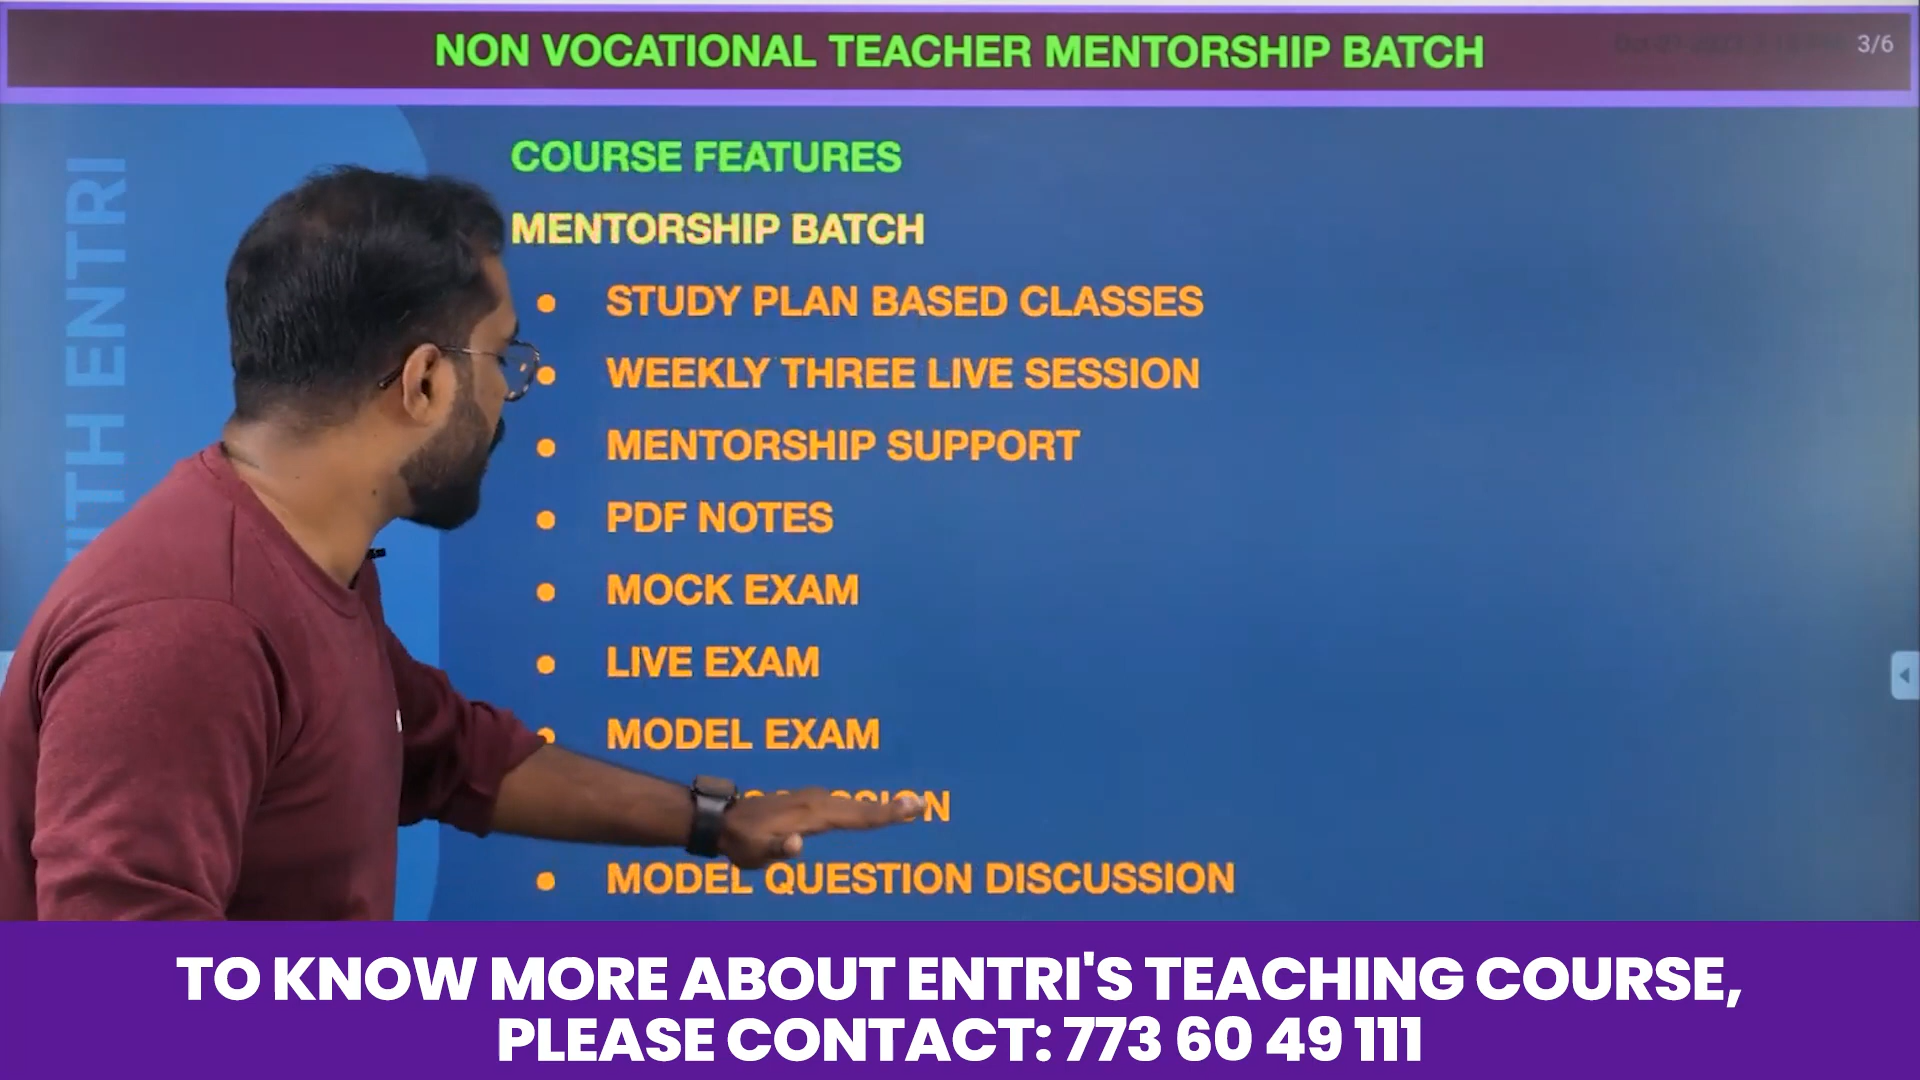 NON VOCATIONAL TEACHER MENTORSHIP BATCH
3/6
WITH ENTRI
COURSE FEATURES
MENTORSHIP BATCH
• STUDY PLAN BASED CLASSES
• WEEKLY THREE LIVE SESSION
• MENTORSHIP SUPPORT
• PDF NOTES
• MOCK EXAM
• LIVE EXAM
• MODEL EXAM
• MODEL QUESTION DISCUSSION
TO KNOW MORE ABOUT ENTRI'S TEACHING COURSE,
PLEASE CONTACT: 773 60 49 111